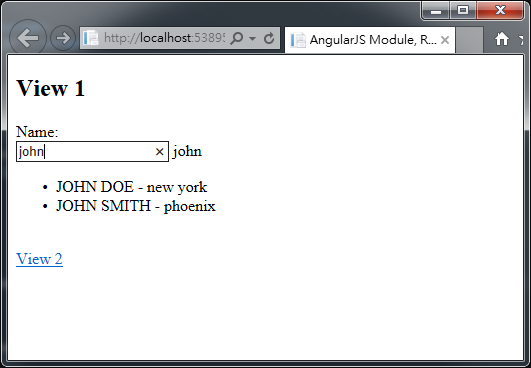 http://localhost:53895
AngularJS Module, R...
View 1
Name:
john john
JOHN DOE - new york
JOHN SMITH - phoenix
View 2